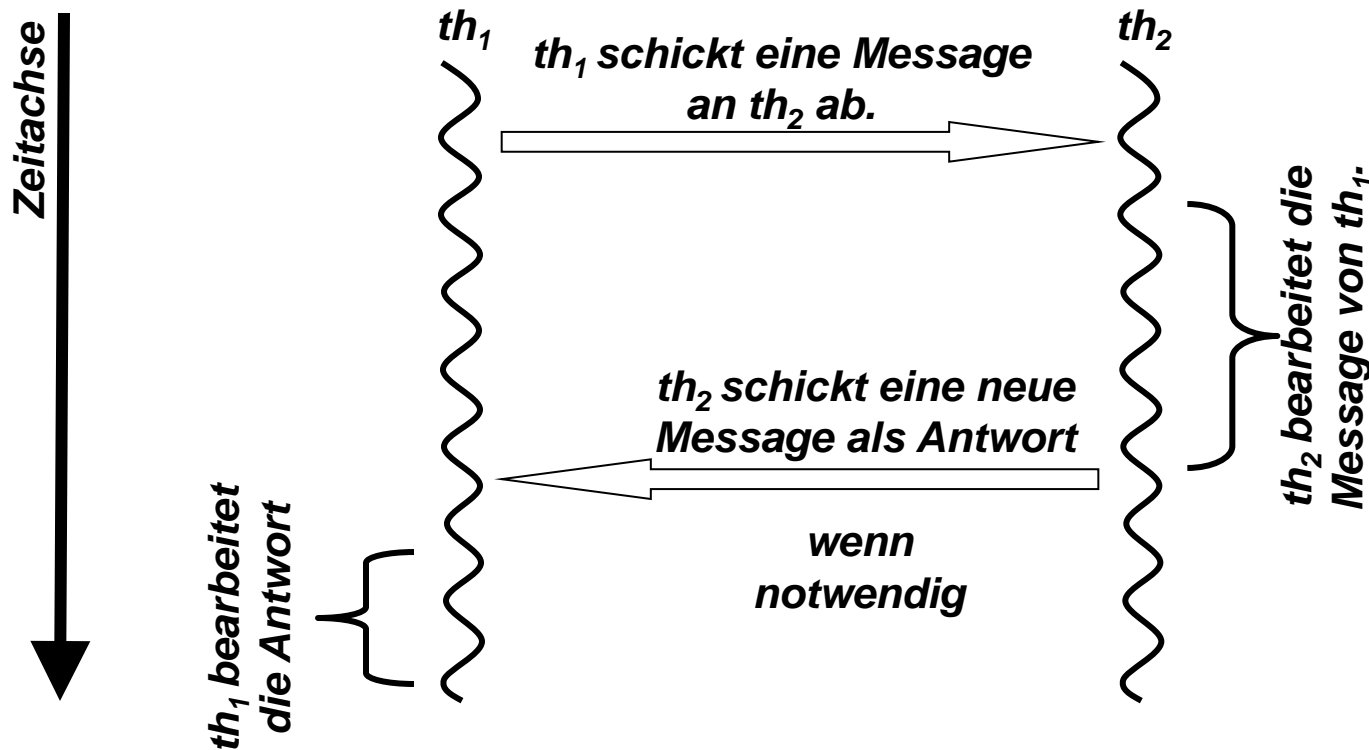 Zeitachse
th₁
th₂
th₁ schickt eine Message
an th₂ ab.
th₂ bearbeitet die
Message von th₁.
th₂ schickt eine neue
Message als Antwort
wenn
notwendig
th₁ bearbeitet
die Antwort